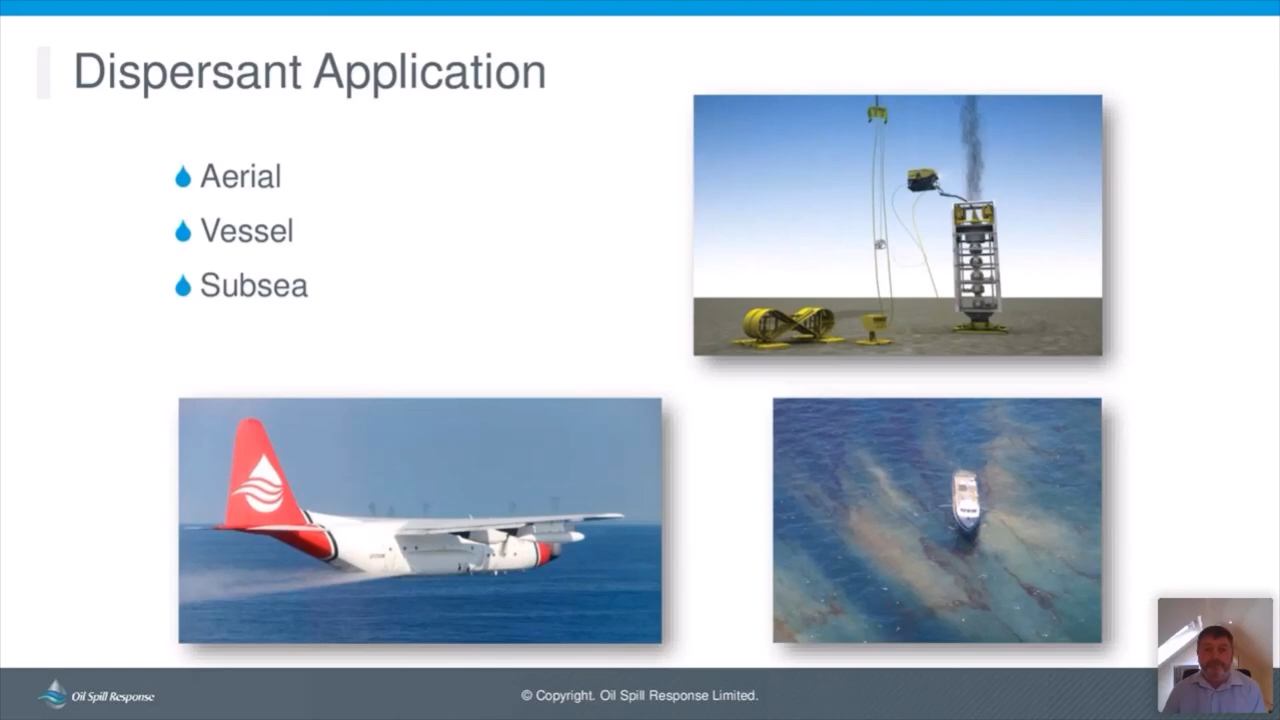 Dispersant Application
Aerial
Vessel
Subsea
Oil Spill Response
© Copyright. Oil Spill Response Limited.